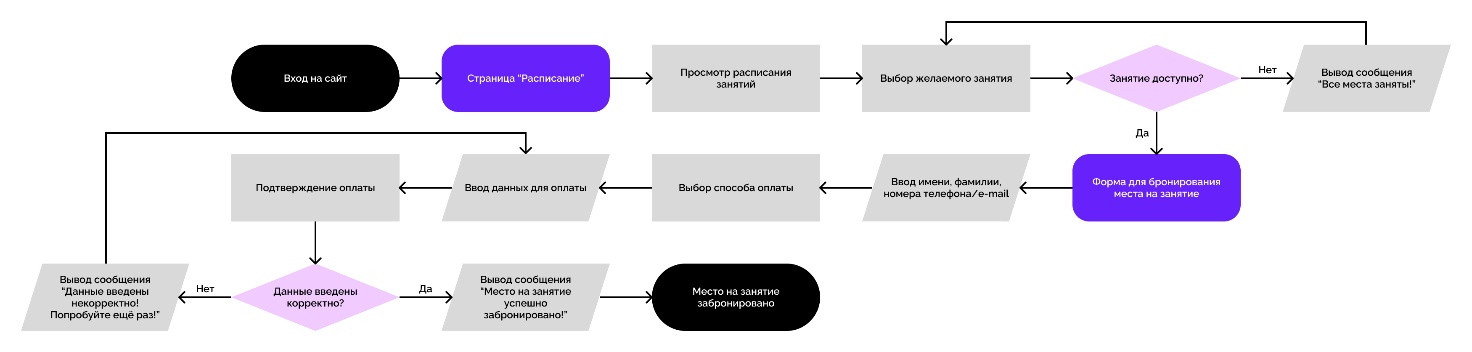 Вход на сайт
Страница "Расписание"
Просмотр расписания
занятий
Выбор желаемого занятия
Занятие доступно?
Нет
Вывод сообщения
"Все места заняты!"
Да
Форма для бронирования
места на занятие
Ввод имени, фамилии,
номера телефона/e-mail
Выбор способа оплаты
Ввод данных для оплаты
Подтверждение оплаты
Данные введены
корректно?
Нет
Вывод сообщения
"Данные введены
некорректно!
Попробуйте ещё раз!"
Да
Вывод сообщения
"Место на занятие
успешно
забронировано!"
Место на занятие
забронировано